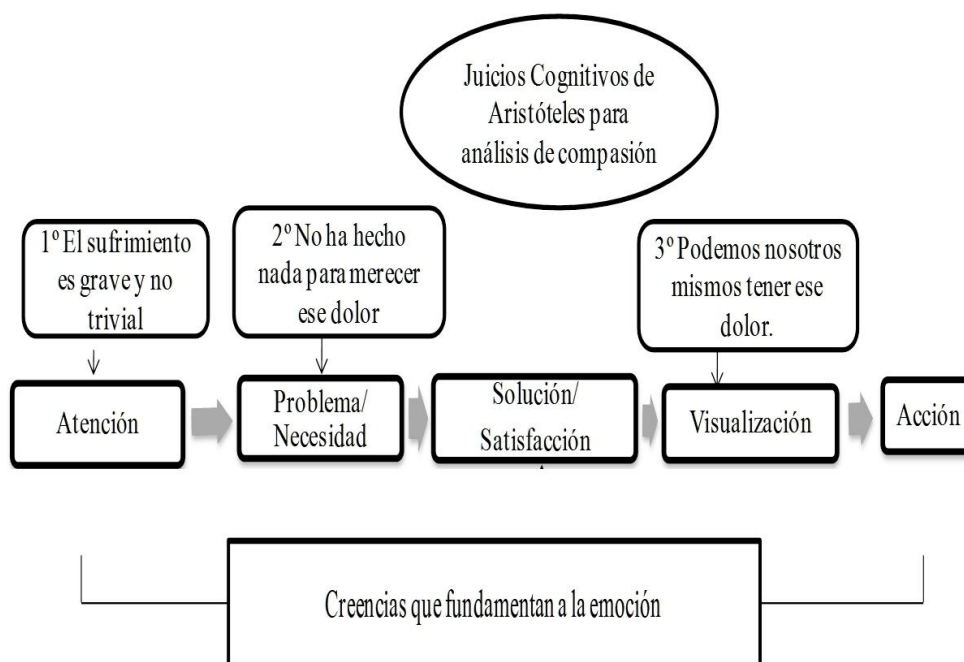 Juicios Cognitivos de
Aristóteles para
análisis de compasión
1º El sufrimiento
es grave y no
trivial
2º No ha hecho
nada para merecer
ese dolor
3º Podemos nosotros
mismos tener ese
dolor.
Atención
Problema/
Necesidad
Solución/
Satisfacción
Visualización
Acción
Creencias que fundamentan a la emoción